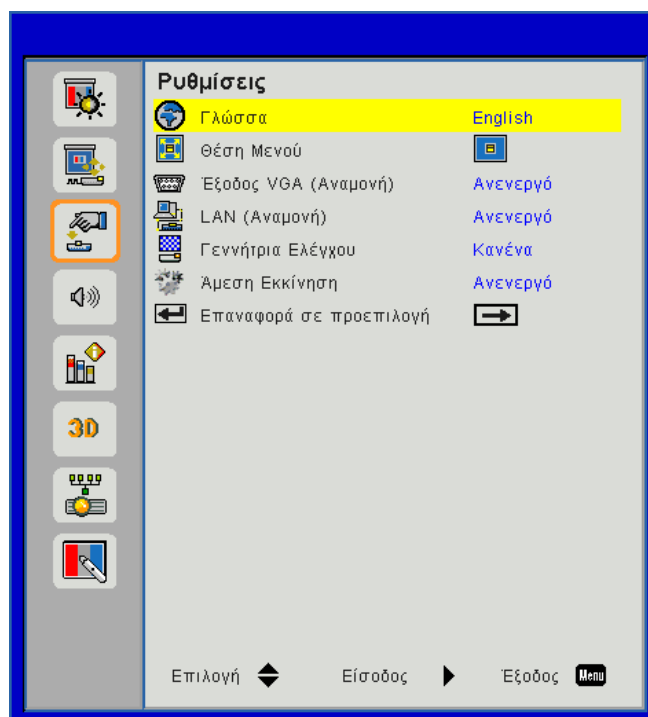 Ρυθμίσεις
Γλώσσα English
Θέση Μενού
Έξοδος VGA (Αναμονή) Ανενεργό
LAN (Αναμονή) Ανενεργό
Γεννήτρια Ελέγχου Κανένα
Άμεση Εκκίνηση Ανενεργό
Επαναφορά σε προεπιλογή
3D
Επιλογή Είσοδος Έξοδος Menu